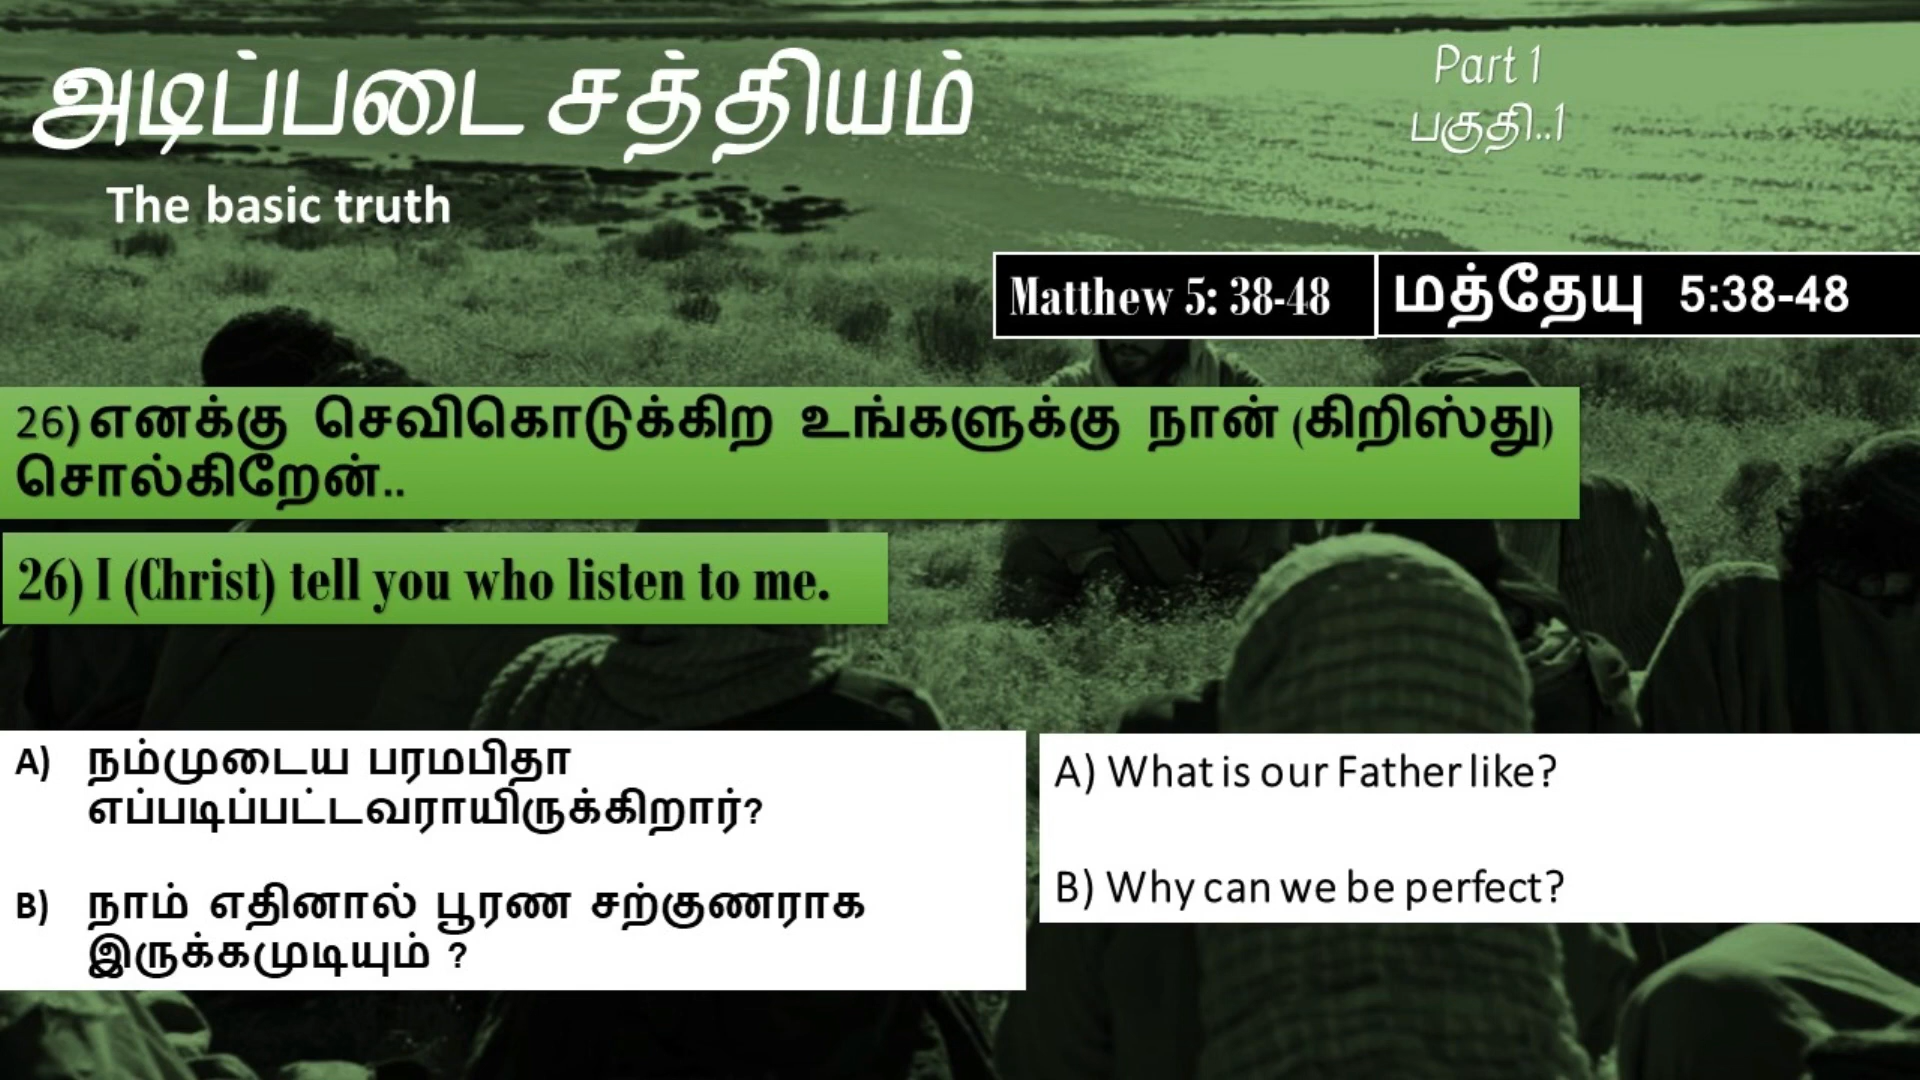 அடிப்படை சத்தியம்
Part 1
பகுதி..1
The basic truth
Matthew 5: 38-48
மத்தேயு 5:38-48
26) எனக்கு செவிகொடுக்கிற உங்களுக்கு நான் (கிறிஸ்து)
சொல்கிறேன்..
26) I (Christ) tell you who listen to me.
A) நம்முடைய பரமபிதா
எப்படிப்பட்டவராயிருக்கிறார்?
B) நாம் எதினால் பூரண சற்குணராக
இருக்கமுடியும் ?
A) What is our Father like?
B) Why can we be perfect?